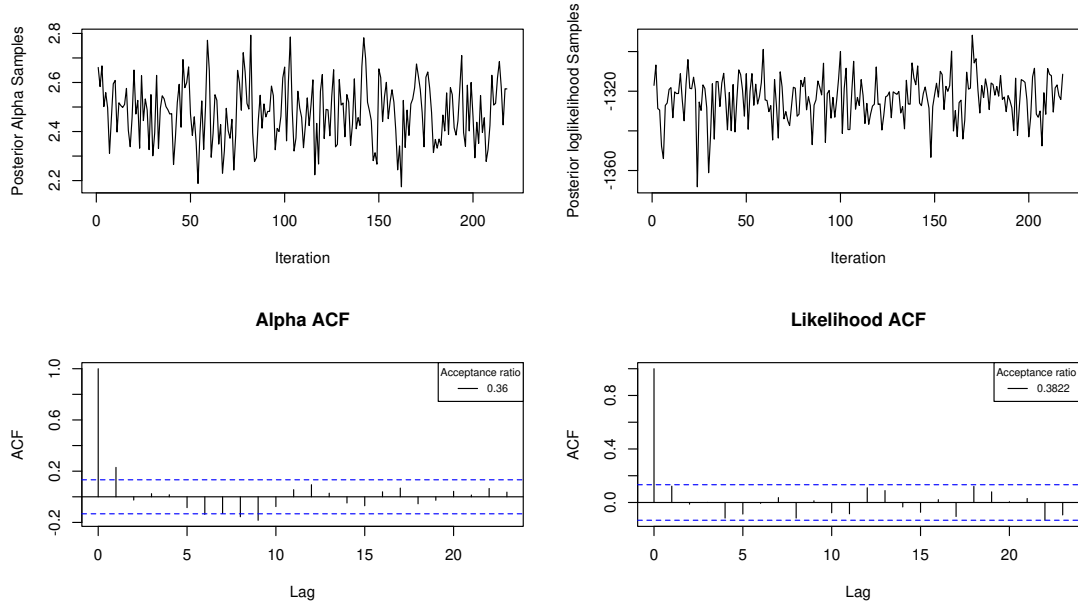 Posterior Alpha Samples
2.2 2.4 2.6 2.8
0 50 100 150 200
Iteration
Posterior loglikelihood Samples
-1360 -1320
0 50 100 150 200
Iteration
Alpha ACF
ACF
-0.2 0.2 0.6 1.0
Acceptance ratio
0.36
0 5 10 15 20
Lag
Likelihood ACF
ACF
0.0 0.4 0.8
Acceptance ratio
0.3822
0 5 10 15 20
Lag